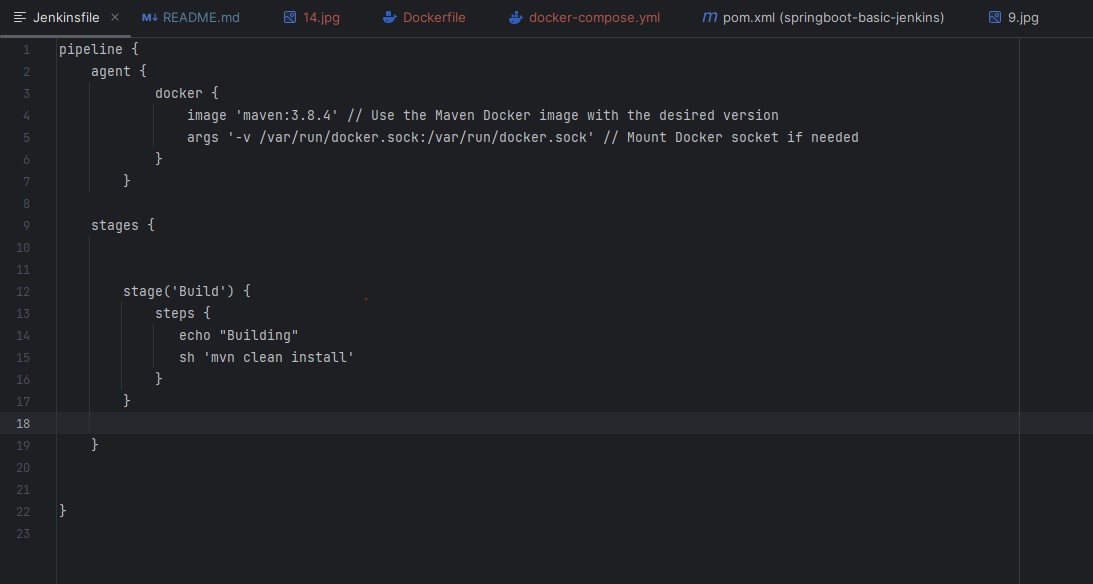 Jenkinsfile README.md 14.jpg Dockerfile docker-compose.yml pom.xml (springboot-basic-jenkins) 9.jpg
1 pipeline {
2     agent {
3             docker {
4                 image 'maven:3.8.4' // Use the Maven Docker image with the desired version
5                 args '-v /var/run/docker.sock:/var/run/docker.sock' // Mount Docker socket if needed
6             }
7         }
8
9     stages {
10
11
12         stage('Build') {
13             steps {
14                echo "Building"
15                sh 'mvn clean install'
16             }
17         }
18
19     }
20
21
22 }
23